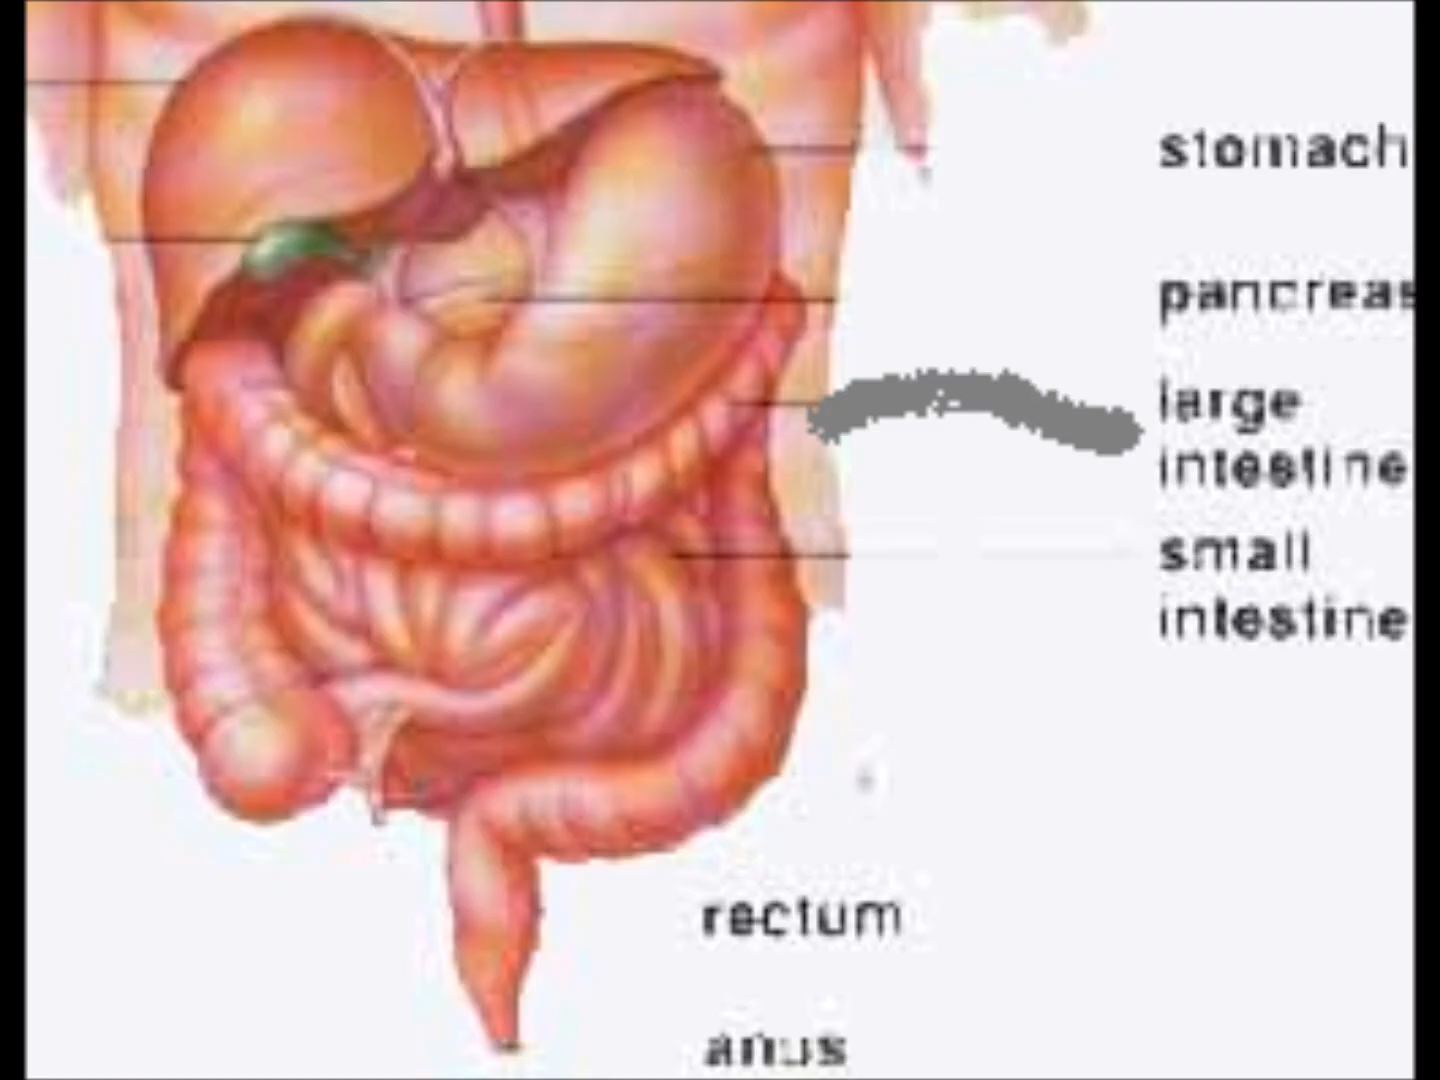 stomach
pancreas
large
intestine
small
intestine
rectum
anus